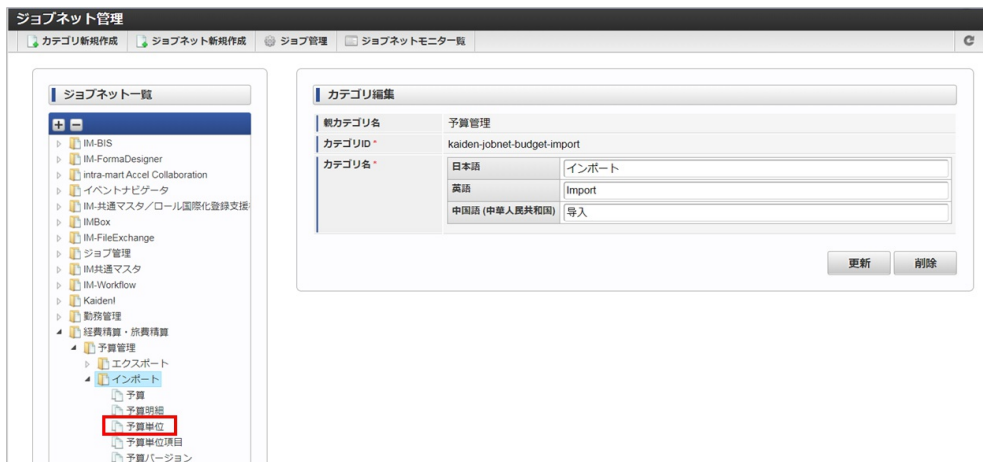 ジョブネット管理
カテゴリ新規作成 ジョブネット新規作成 ジョブ管理 ジョブネットモニター覧
ジョブネット一覧
IM-BIS
IM-FormaDesigner
intra-mart Accel Collaboration
イベントナビゲータ
IM-共通マスタ／ロール国際化登録支援
IMBox
IM-FileExchange
ジョブ管理
IM共通マスタ
IM-Workflow
Kaiden!
勤務管理
経費精算・旅費精算
予算管理
エクスポート
インポート
予算
予算明細
予算単位
予算単位項目
予算バージョン
カテゴリ編集
親カテゴリ名 予算管理
カテゴリID * kaiden-jobnet-budget-import
カテゴリ名 * 日本語 インポート
英語 Import
中国語 (中華人民共和国) 导入
更新 削除